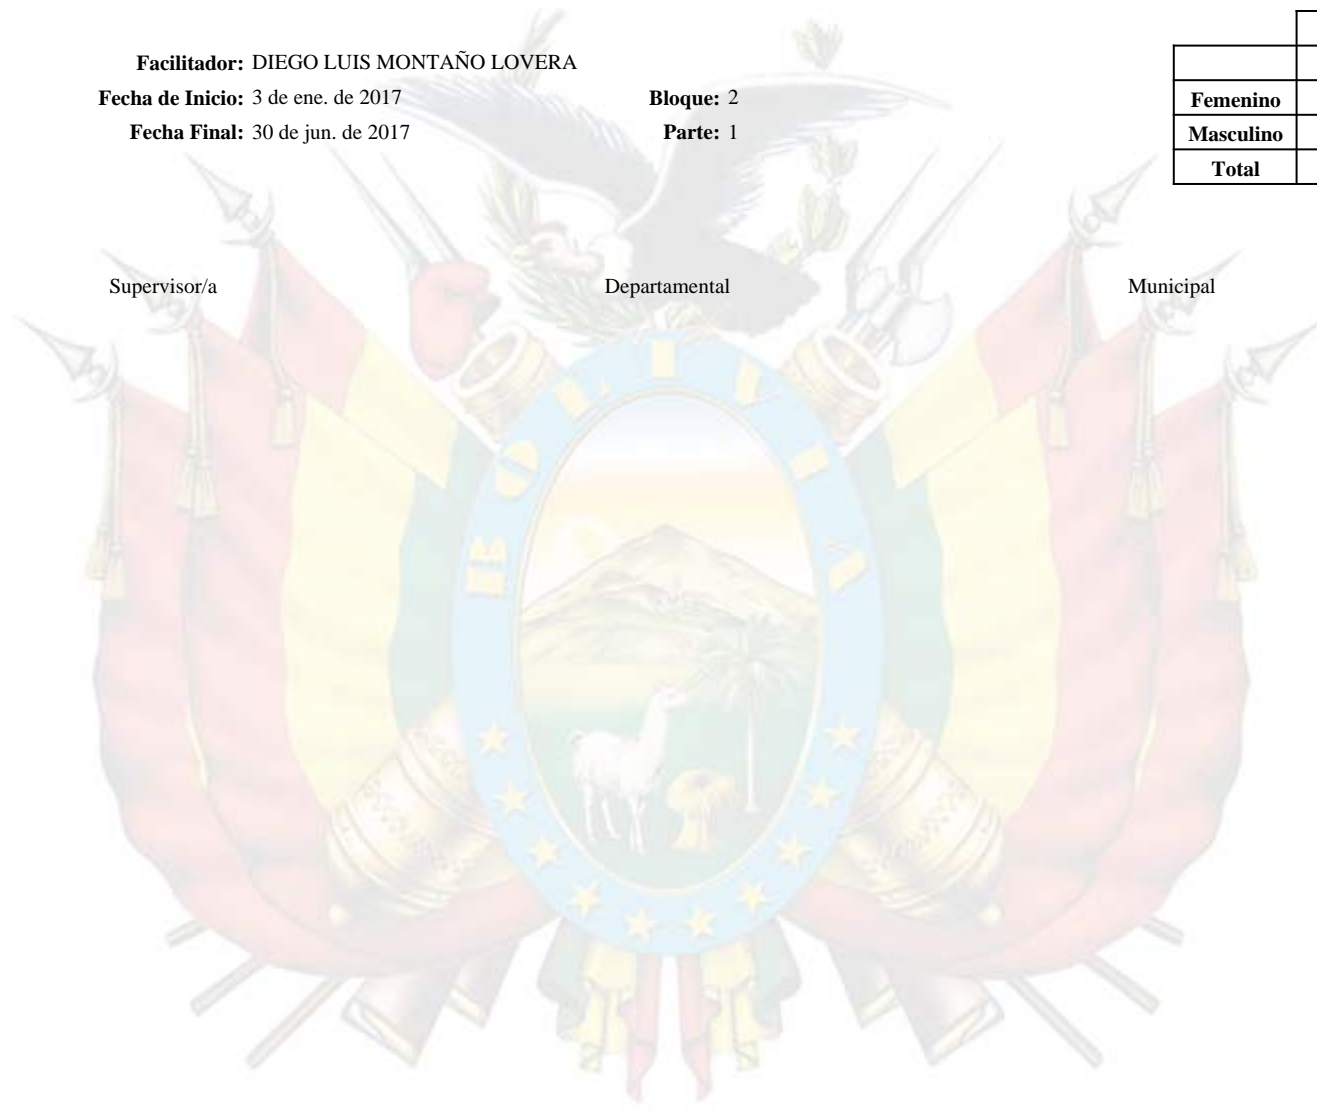 Facilitador: DIEGO LUIS MONTAÑO LOVERA
Fecha de Inicio: 3 de ene. de 2017 Bloque: 2
Fecha Final: 30 de jun. de 2017 Parte: 1
Femenino
Masculino
Total
Supervisor/a Departamental Municipal
BOLIVIA